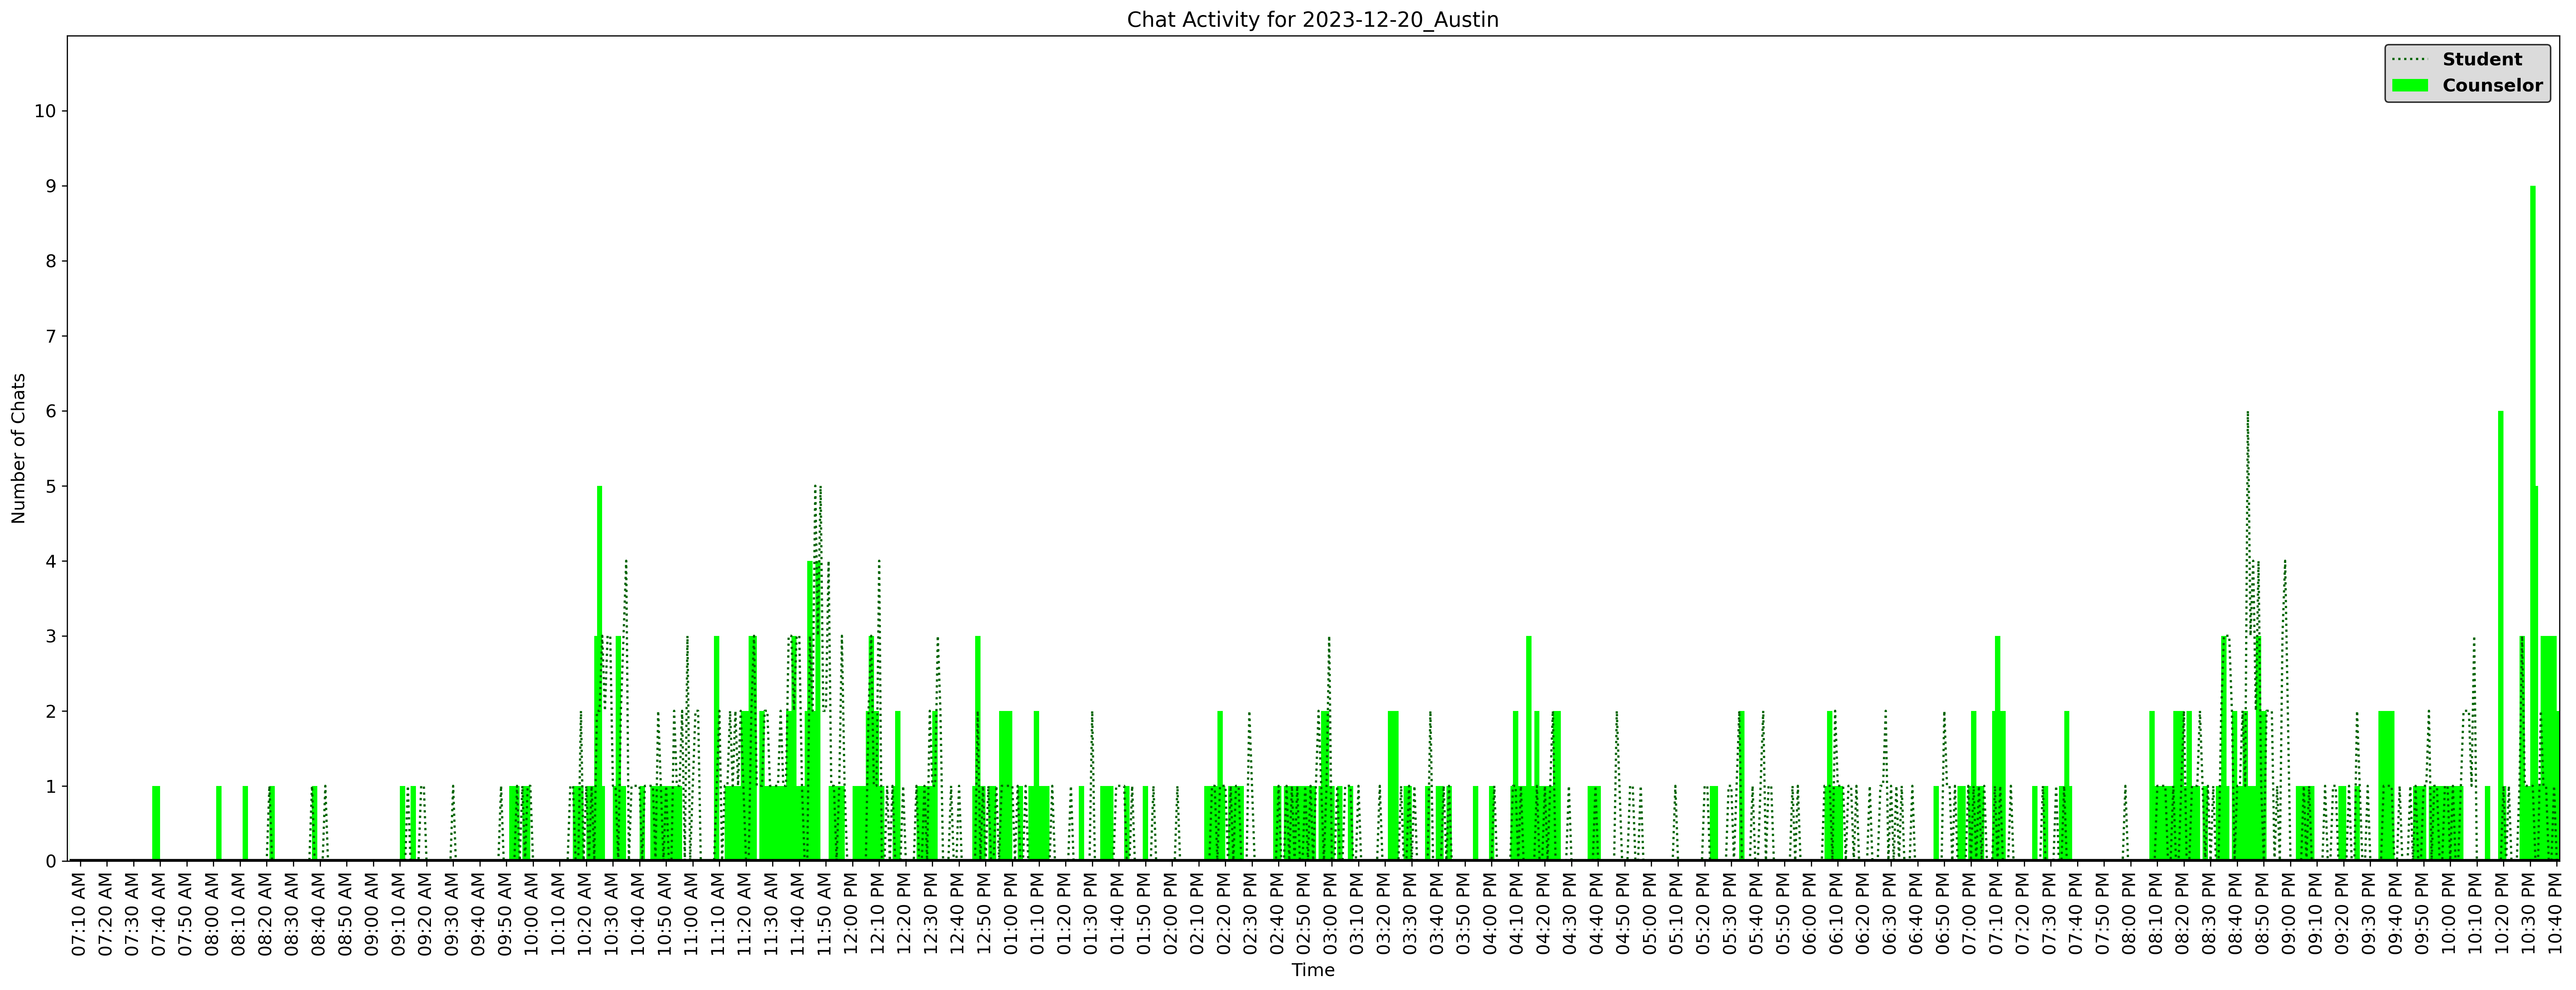 Chat Activity for 2023-12-20_Austin
Student
Counselor
Number of Chats
10
9
8
7
6
5
4
3
2
1
0
07:10 AM
07:20 AM
07:30 AM
07:40 AM
07:50 AM
08:00 AM
08:10 AM
08:20 AM
08:30 AM
08:40 AM
08:50 AM
09:00 AM
09:10 AM
09:20 AM
09:30 AM
09:40 AM
09:50 AM
10:00 AM
10:10 AM
10:20 AM
10:30 AM
10:40 AM
10:50 AM
11:00 AM
11:10 AM
11:20 AM
11:30 AM
11:40 AM
11:50 AM
12:00 PM
12:10 PM
12:20 PM
12:30 PM
12:40 PM
12:50 PM
01:00 PM
01:10 PM
01:20 PM
01:30 PM
01:40 PM
01:50 PM
02:00 PM
02:10 PM
02:20 PM
02:30 PM
02:40 PM
02:50 PM
03:00 PM
03:10 PM
03:20 PM
03:30 PM
03:40 PM
03:50 PM
04:00 PM
04:10 PM
04:20 PM
04:30 PM
04:40 PM
04:50 PM
05:00 PM
05:10 PM
05:20 PM
05:30 PM
05:40 PM
05:50 PM
06:00 PM
06:10 PM
06:20 PM
06:30 PM
06:40 PM
06:50 PM
07:00 PM
07:10 PM
07:20 PM
07:30 PM
07:40 PM
07:50 PM
08:00 PM
08:10 PM
08:20 PM
08:30 PM
08:40 PM
08:50 PM
09:00 PM
09:10 PM
09:20 PM
09:30 PM
09:40 PM
09:50 PM
10:00 PM
10:10 PM
10:20 PM
10:30 PM
10:40 PM
Time